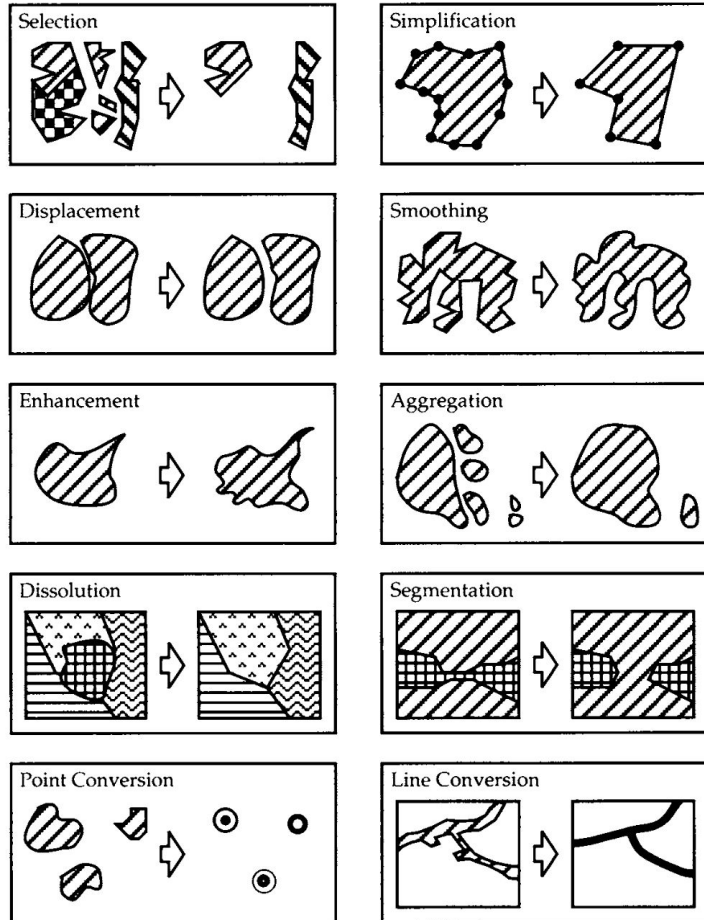 Selection
Simplification
Displacement
Smoothing
Enhancement
Aggregation
Dissolution
Segmentation
Point Conversion
Line Conversion